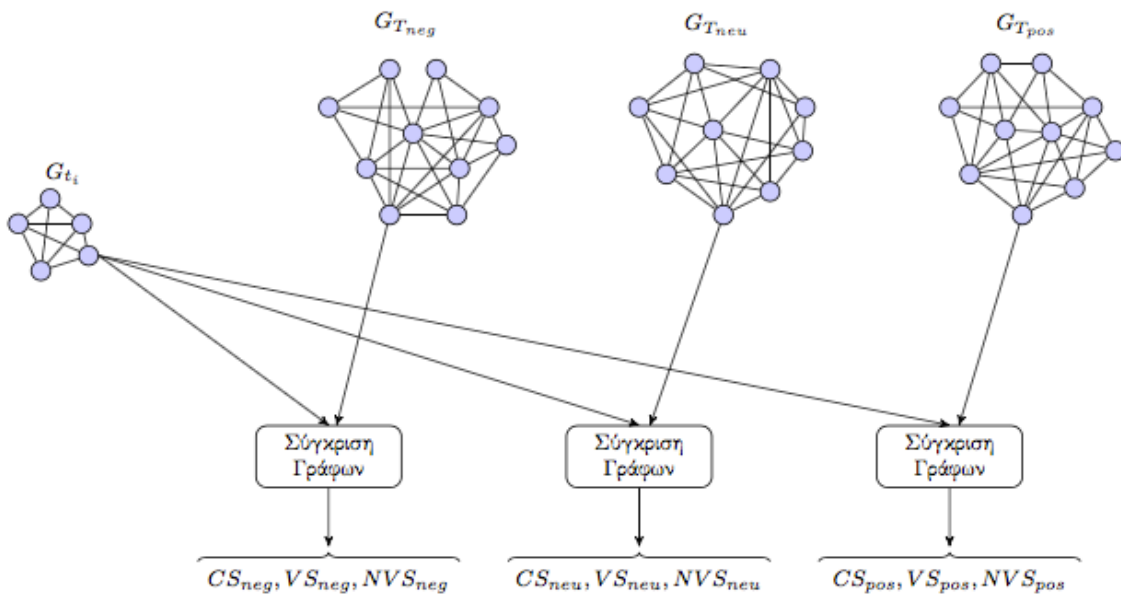 G_{T_{neg}} G_{T_{neu}} G_{T_{pos}}
G_{t_i}
Σύγκριση
Γράφων
Σύγκριση
Γράφων
Σύγκριση
Γράφων
CS_{neg}, VS_{neg}, NVS_{neg}
CS_{neu}, VS_{neu}, NVS_{neu}
CS_{pos}, VS_{pos}, NVS_{pos}